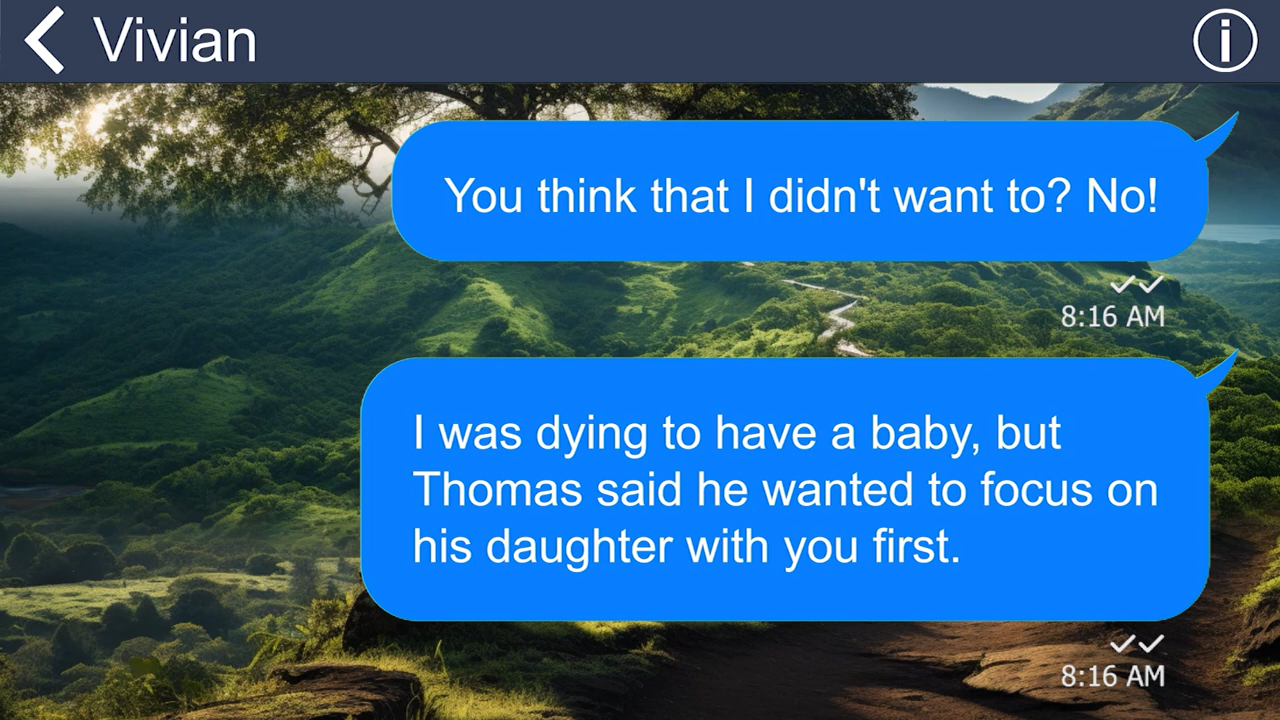 Vivian
You think that I didn't want to? No!
8:16 AM
I was dying to have a baby, but
Thomas said he wanted to focus on
his daughter with you first.
8:16 AM